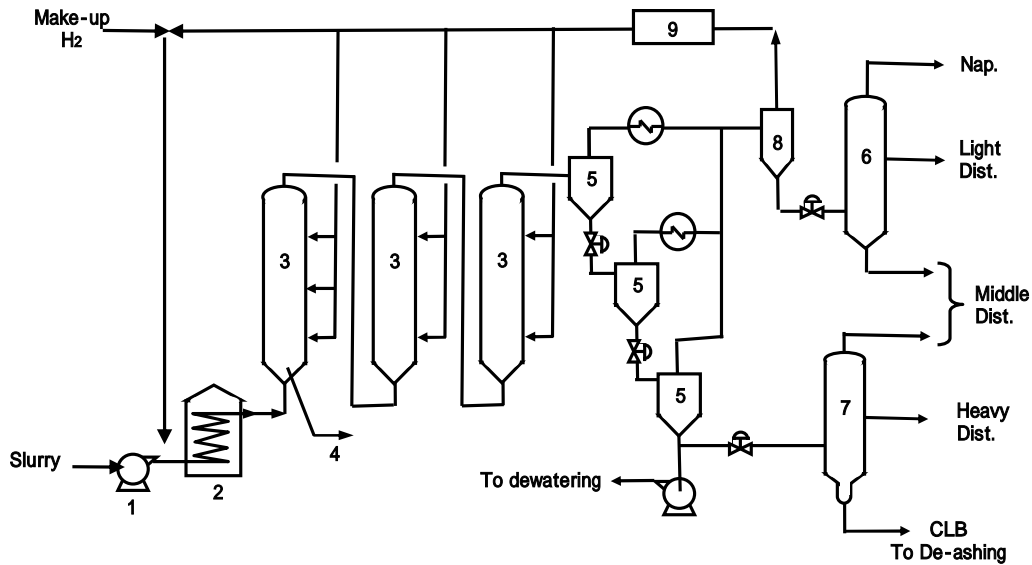 Make-up
H2
9
Nap.
8
6
Light
Dist.
5
3
3
3
5
Middle
Dist.
5
7
Heavy
Dist.
4
Slurry
1
2
To dewatering
CLB
To De-ashing